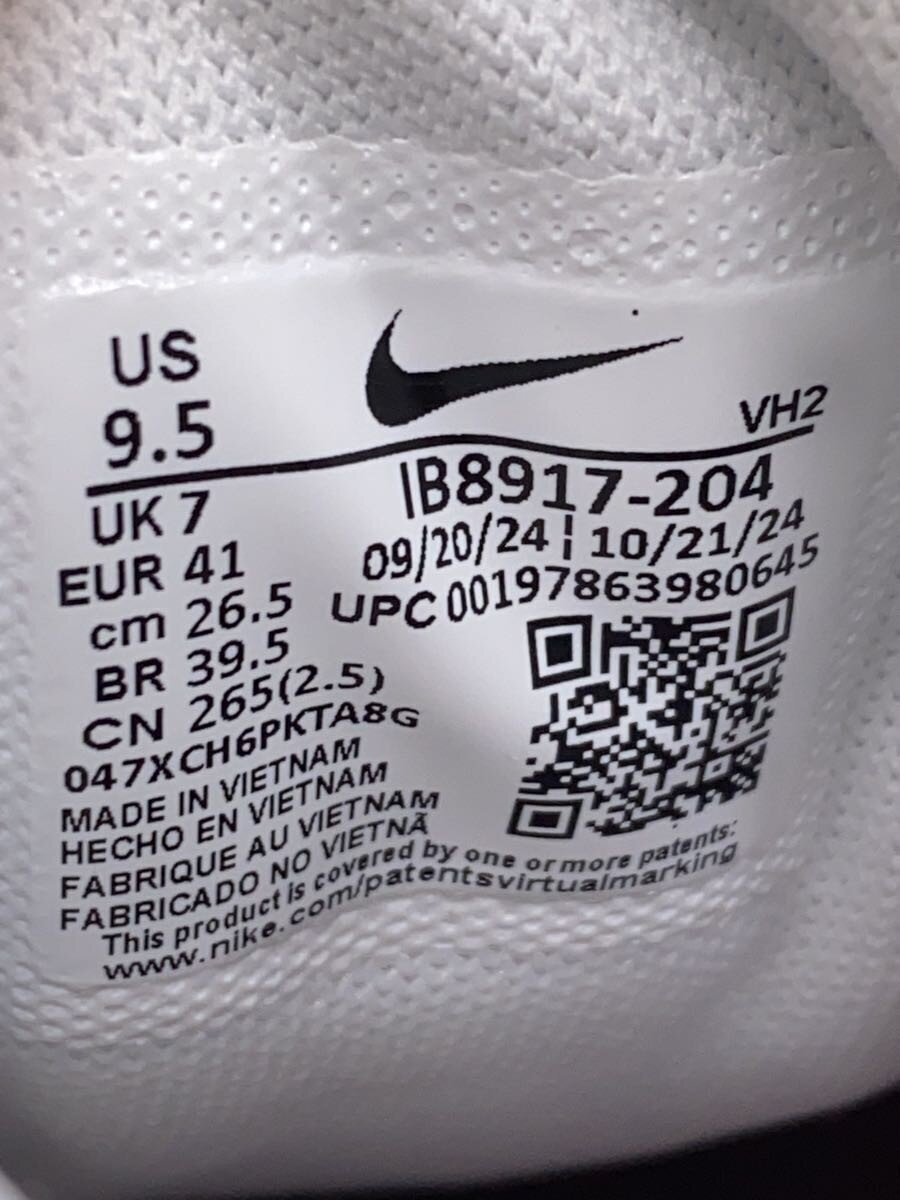 US
9.5
VH2
UK 7
IB8917-204
EUR 41
09/20/24 ¦ 10/21/24
cm 26.5
UPC 00197863980645
BR 39.5
CN 265(2.5)
047XCH6PKTA8G
MADE IN VIETNAM
HECHO EN VIETNAM
FABRIQUE AU VIETNAM
FABRICADO NO VIETNÃ
This product is covered by one or more patents:
www.nike.com/patentsvirtualmarking